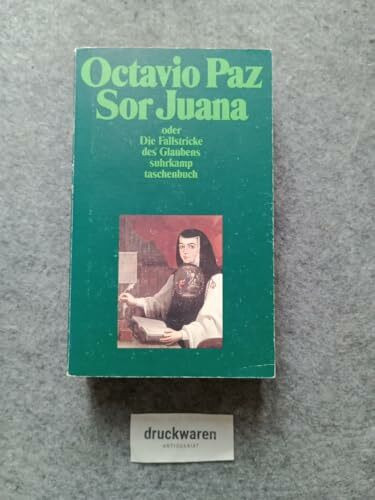 Octavio Paz
Sor Juana
oder
Die Fallstricke
des Glaubens
suhrkamp
taschenbuch
druckwaren
ANTIQUARIAT